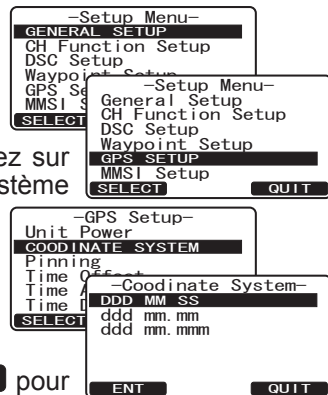 -Setup Menu-
GENERAL SETUP
CH Function Setup
DSC Setup
Waypoint Setup
GPS Se
MMSI S
SELECT
-Setup Menu-
General Setup
CH Function Setup
DSC Setup
Waypoint Setup
GPS SETUP
MMSI Setup
SELECT QUIT
ez sur
stème
-GPS Setup-
Unit Power
COODINATE SYSTEM
Pinning
Time Offset
Time A
Time D
SELECT
-Coodinate System-
DDD MM SS
ddd mm.mm
ddd mm.mmm
ENT QUIT
pour